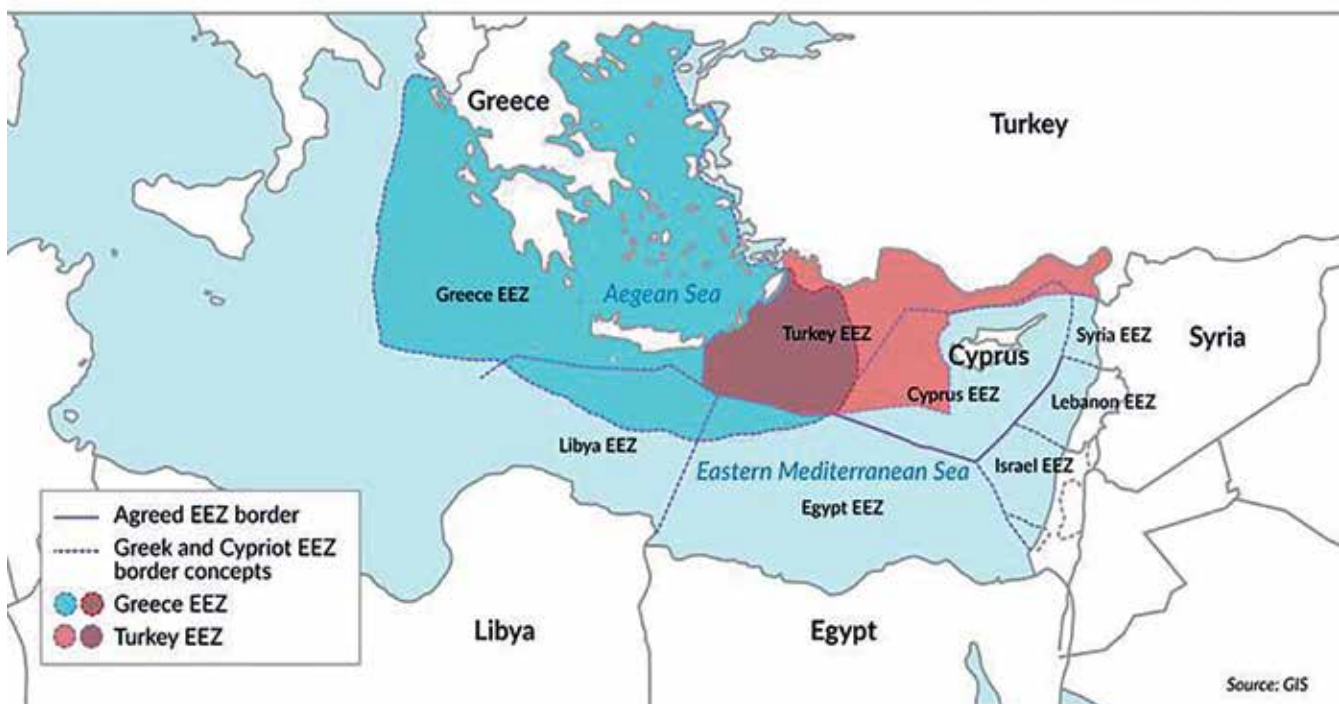 Greece
Turkey
Greece EEZ
Aegean Sea
Turkey EEZ
Cyprus
Syria EEZ
Syria
Cyprus EEZ
Lebanon EEZ
Libya EEZ
Eastern Mediterranean Sea
Israel EEZ
Egypt EEZ
Agreed EEZ border
Greek and Cypriot EEZ
border concepts
Greece EEZ
Turkey EEZ
Libya
Egypt
Source: GIS